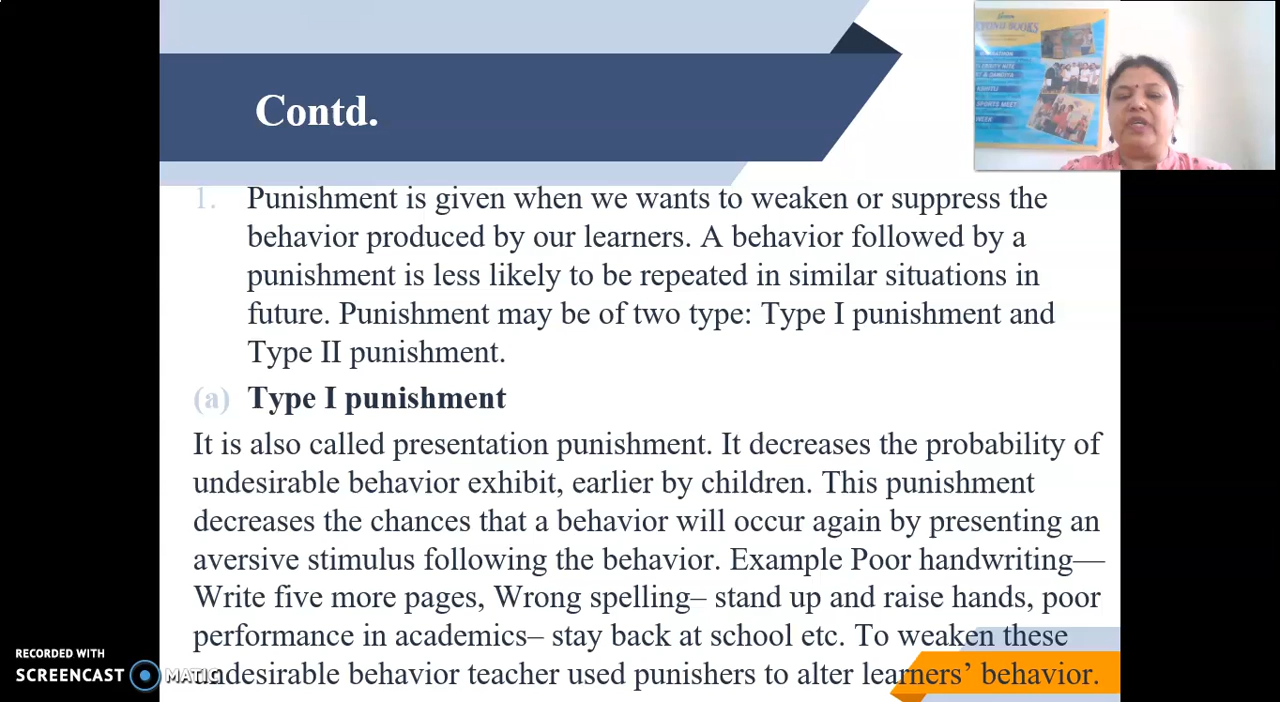 Contd.
1. Punishment is given when we wants to weaken or suppress the
behavior produced by our learners. A behavior followed by a
punishment is less likely to be repeated in similar situations in
future. Punishment may be of two type: Type I punishment and
Type II punishment.
(a) Type I punishment
It is also called presentation punishment. It decreases the probability of
undesirable behavior exhibit, earlier by children. This punishment
decreases the chances that a behavior will occur again by presenting an
aversive stimulus following the behavior. Example Poor handwriting—
Write five more pages, Wrong spelling– stand up and raise hands, poor
performance in academics– stay back at school etc. To weaken these
undesirable behavior teacher used punishers to alter learners’ behavior.
RECORDED WITH
SCREENCAST MATIC
BOOKS
SPORTS MEET
WEEK